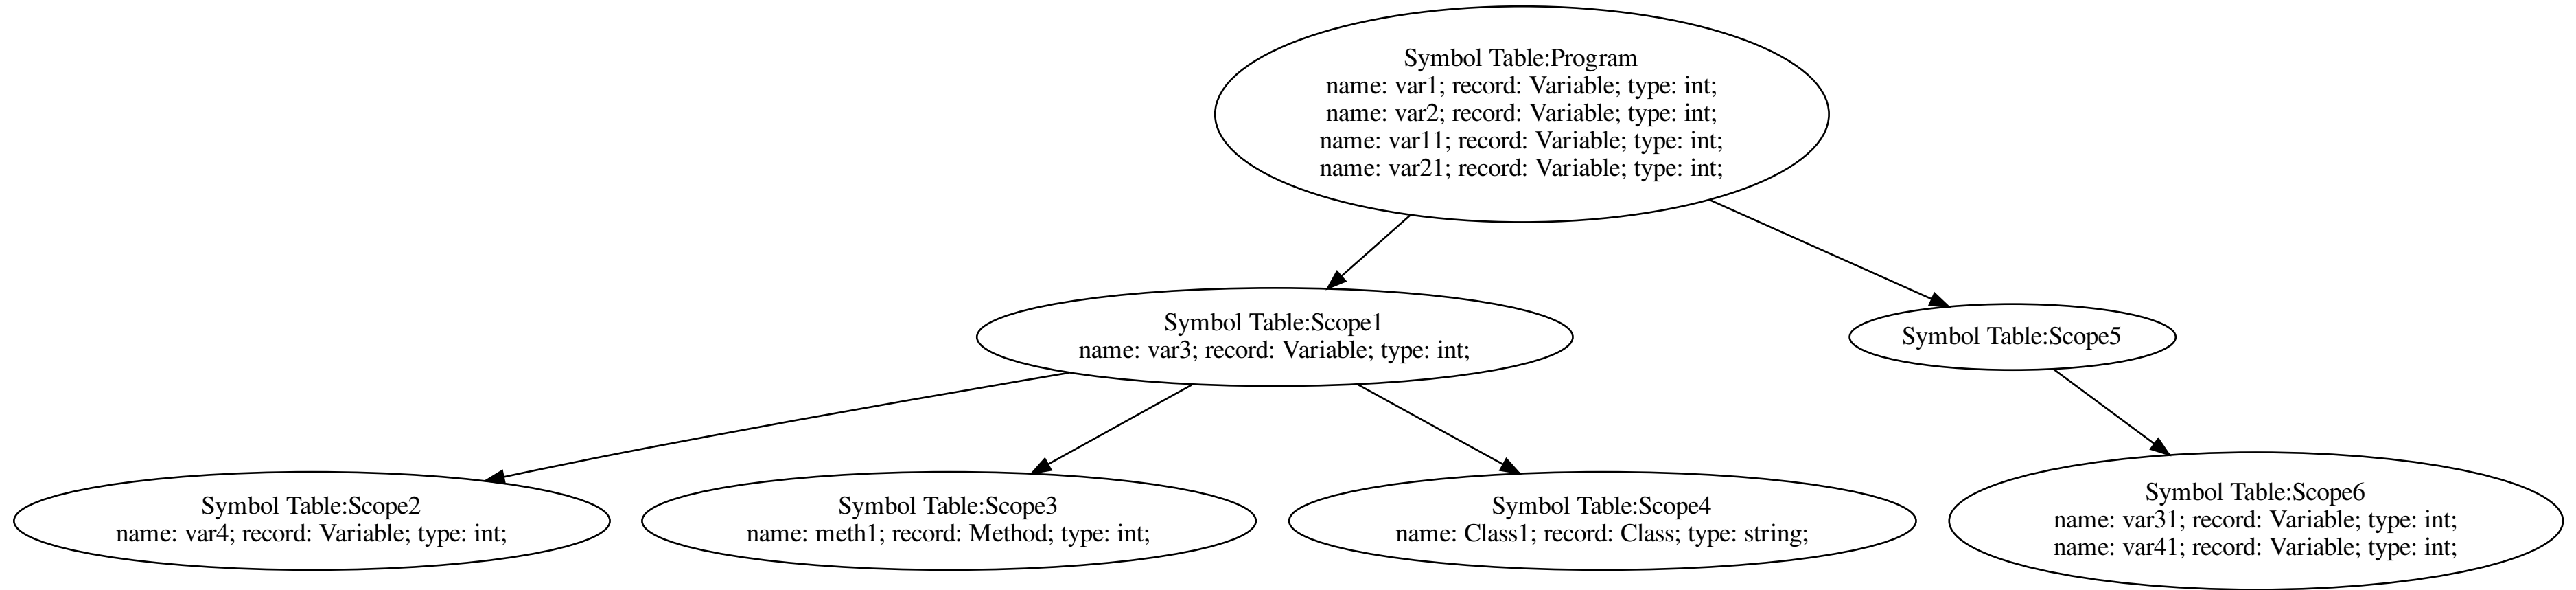 Symbol Table:Program
name: var1; record: Variable; type: int;
name: var2; record: Variable; type: int;
name: var11; record: Variable; type: int;
name: var21; record: Variable; type: int;
Symbol Table:Scope1
name: var3; record: Variable; type: int;
Symbol Table:Scope5
Symbol Table:Scope2
name: var4; record: Variable; type: int;
Symbol Table:Scope3
name: meth1; record: Method; type: int;
Symbol Table:Scope4
name: Class1; record: Class; type: string;
Symbol Table:Scope6
name: var31; record: Variable; type: int;
name: var41; record: Variable; type: int;